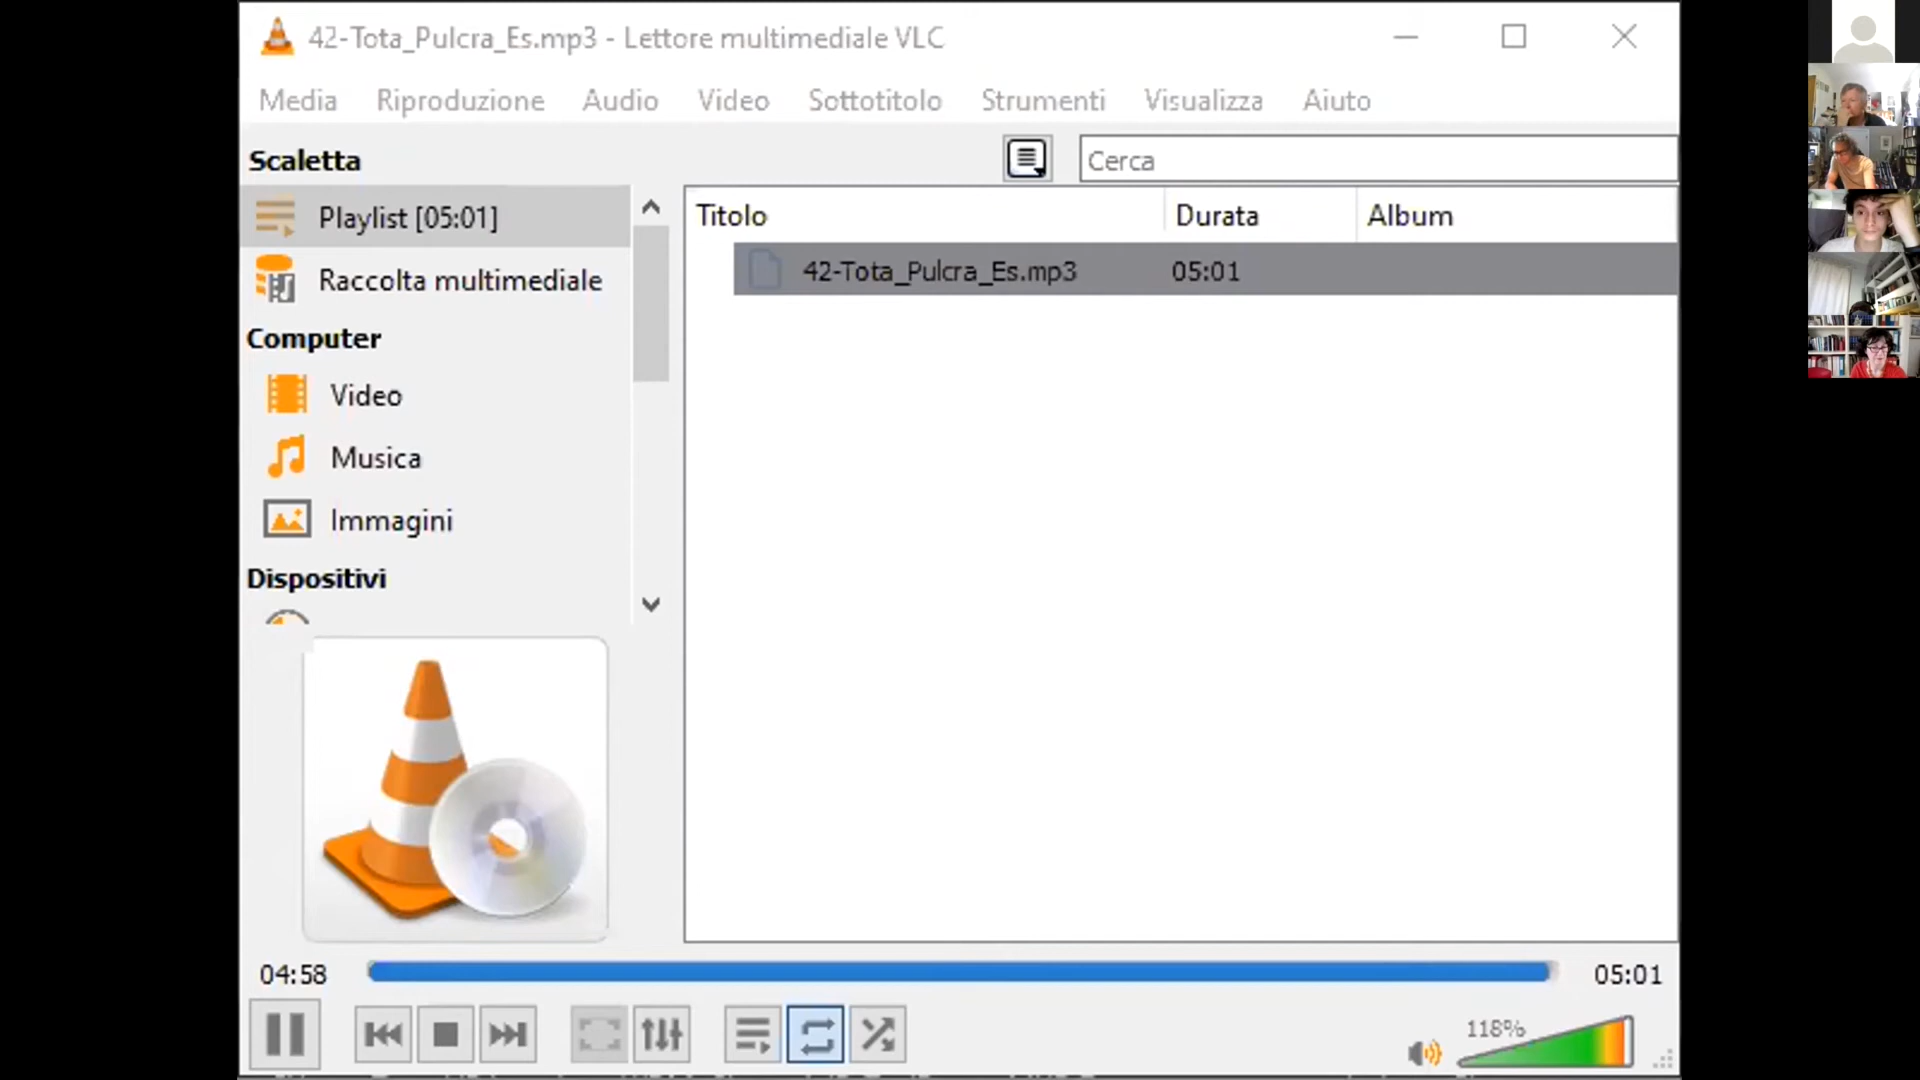 42-Tota_Pulcra_Es.mp3 - Lettore multimediale VLC
Media Riproduzione Audio Video Sottotitolo Strumenti Visualizza Aiuto
Scaletta
Cerca
Playlist [05:01]
Raccolta multimediale
Computer
Video
Musica
Immagini
Dispositivi
Titolo Durata Album
42-Tota_Pulcra_Es.mp3 05:01
04:58
05:01
118%